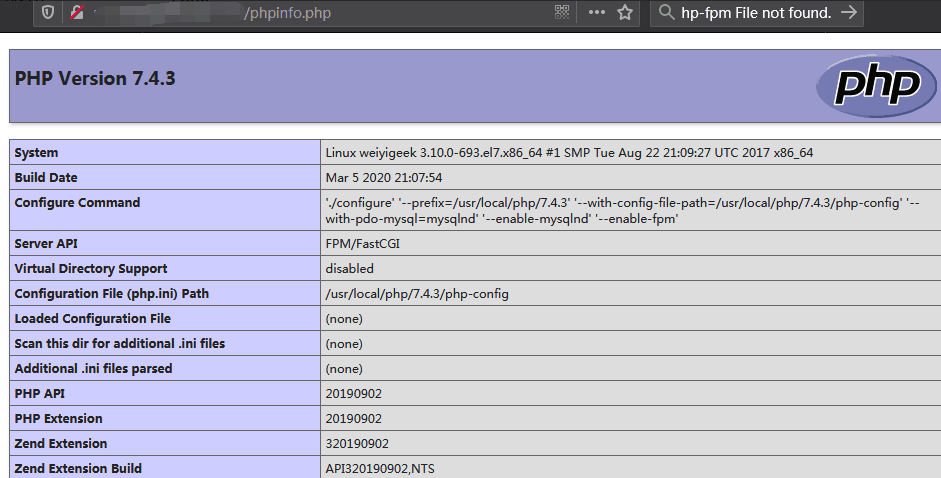 /phpinfo.php
hp-fpm File not found.
PHP Version 7.4.3
php
System Linux weiyigeek 3.10.0-693.el7.x86_64 #1 SMP Tue Aug 22 21:09:27 UTC 2017 x86_64
Build Date Mar 5 2020 21:07:54
Configure Command './configure' '--prefix=/usr/local/php/7.4.3' '--with-config-file-path=/usr/local/php/7.4.3/php-config' '--
with-pdo-mysql=mysqlnd' '--enable-mysqlnd' '--enable-fpm'
Server API FPM/FastCGI
Virtual Directory Support disabled
Configuration File (php.ini) Path /usr/local/php/7.4.3/php-config
Loaded Configuration File (none)
Scan this dir for additional .ini files (none)
Additional .ini files parsed (none)
PHP API 20190902
PHP Extension 20190902
Zend Extension 320190902
Zend Extension Build API320190902,NTS